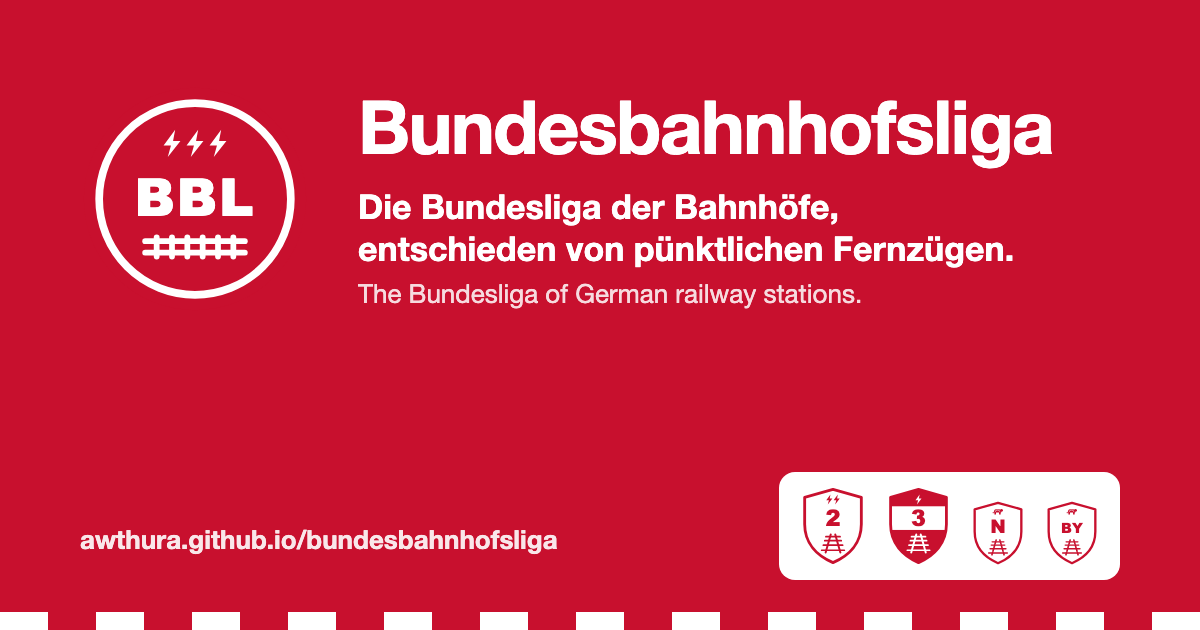 BBL
Bundesbahnhofsliga
Die Bundesliga der Bahnhöfe,
entschieden von pünktlichen Fernzügen.
The Bundesliga of German railway stations.
awthura.github.io/bundesbahnhofsliga
2
3
N
BY